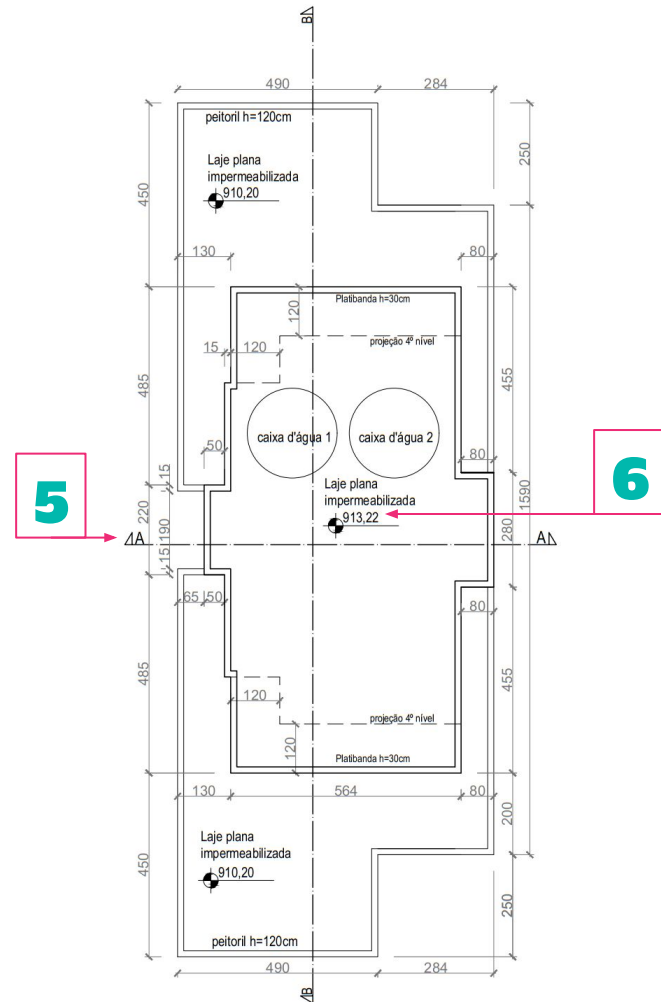 B
490 284
peitoril h=120cm
Laje plana
impermeabilizada
910,20
450
250
130
80
Platibanda h=30cm
120
projeção 4º nível
15 120
485
455
caixa d'água 1
caixa d'água 2
50
80
15
Laje plana
impermeabilizada
913,22
5
6
220
190
1590
280
A
A
15
65 50
80
485
455
120
projeção 4º nível
120
Platibanda h=30cm
130 564 80
200
Laje plana
impermeabilizada
910,20
450
250
peitoril h=120cm
490 284
B